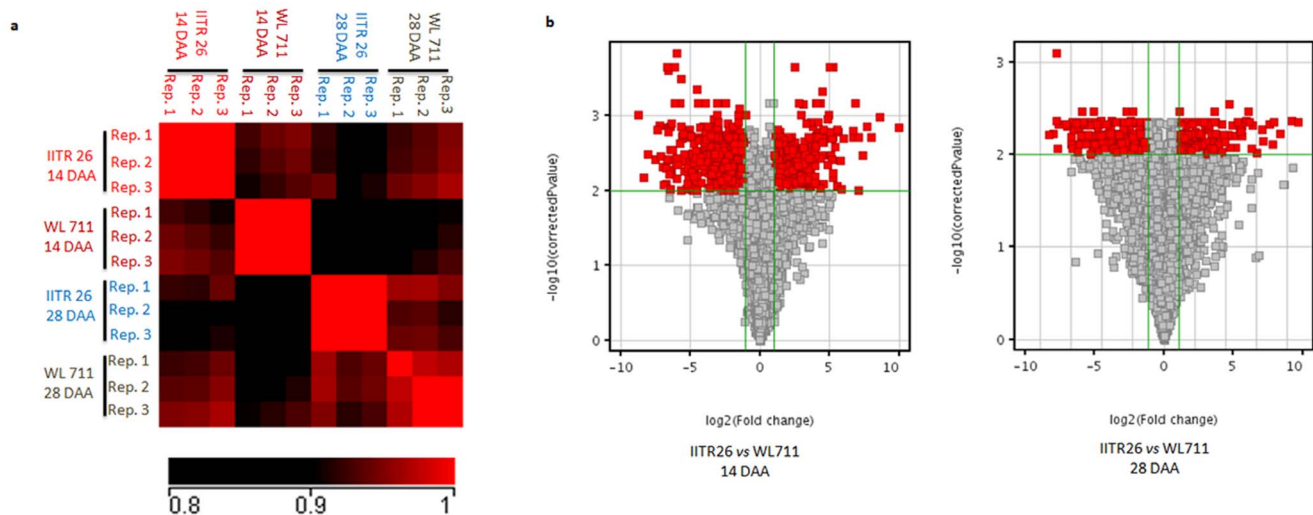 a
IITR 26
14 DAA
WL 711
14 DAA
IITR 26
28 DAA
WL 711
28 DAA
Rep. 1
Rep. 2
Rep. 3
Rep. 1
Rep. 2
Rep. 3
Rep. 1
Rep. 2
Rep. 3
Rep. 1
Rep. 2
Rep.3
IITR 26
14 DAA
Rep. 1
Rep. 2
Rep. 3
WL 711
14 DAA
Rep. 1
Rep. 2
Rep. 3
IITR 26
28 DAA
Rep. 1
Rep. 2
Rep. 3
WL 711
28 DAA
Rep. 1
Rep. 2
Rep. 3
0.8 0.9 1
b
-log10(correctedPvalue)
3
2
1
0
-10 -5 0 5 10
log2(Fold change)
IITR26 vs WL711
14 DAA
-log10(correctedPvalue)
3
2
1
0
-10 -5 0 5 10
log2(Fold change)
IITR26 vs WL711
28 DAA